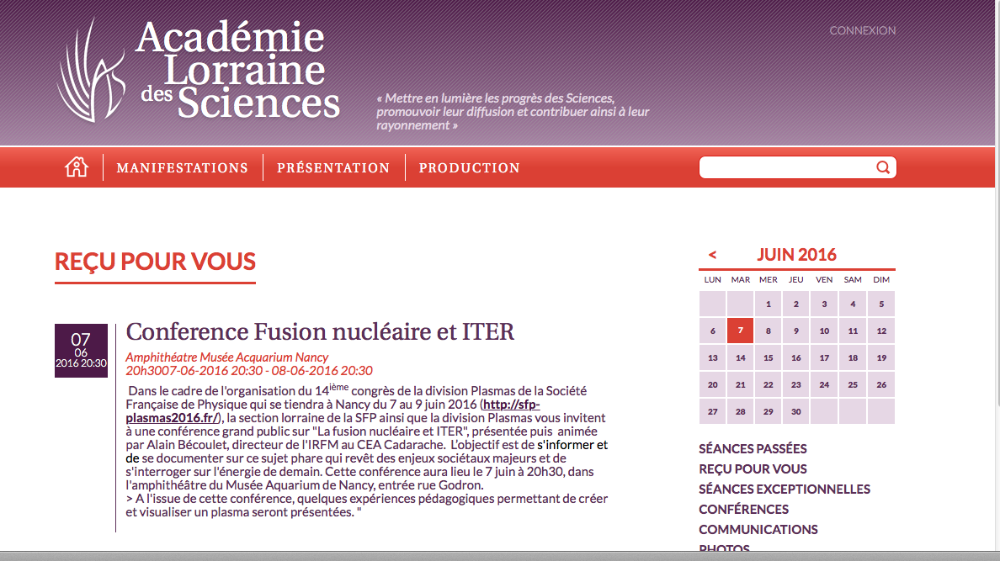 Académie
Lorraine
des Sciences
CONNEXION
« Mettre en lumière les progrès des Sciences,
promouvoir leur diffusion et contribuer ainsi à leur
rayonnement »
MANIFESTATIONS
PRÉSENTATION
PRODUCTION
REÇU POUR VOUS
07
06
2016 20:30
Conference Fusion nucléaire et ITER
Amphithéatre Musée Acquarium Nancy
20h3007-06-2016 20:30 - 08-06-2016 20:30
Dans le cadre de l'organisation du 14ième congrès de la division Plasmas de la Société
Française de Physique qui se tiendra à Nancy du 7 au 9 juin 2016 (http://sfp-
plasmas2016.fr/), la section lorraine de la SFP ainsi que la division Plasmas vous invitent
à une conférence grand public sur "La fusion nucléaire et ITER", présentée puis animée
par Alain Bécoulet, directeur de l'IRFM au CEA Cadarache. L'objectif est de s'informer et
de se documenter sur ce sujet phare qui revêt des enjeux sociétaux majeurs et de
s'interroger sur l'énergie de demain. Cette conférence aura lieu le 7 juin à 20h30, dans
l'amphithéâtre du Musée Aquarium de Nancy, entrée rue Godron.
> A l'issue de cette conférence, quelques expériences pédagogiques permettant de créer
et visualiser un plasma seront présentées. "
< JUIN 2016
LUN MAR MER JEU VEN SAM DIM
1 2 3 4 5
6 7 8 9 10 11 12
13 14 15 16 17 18 19
20 21 22 23 24 25 26
27 28 29 30
SÉANCES PASSÉES
REÇU POUR VOUS
SÉANCES EXCEPTIONNELLES
CONFÉRENCES
COMMUNICATIONS
PHOTOS